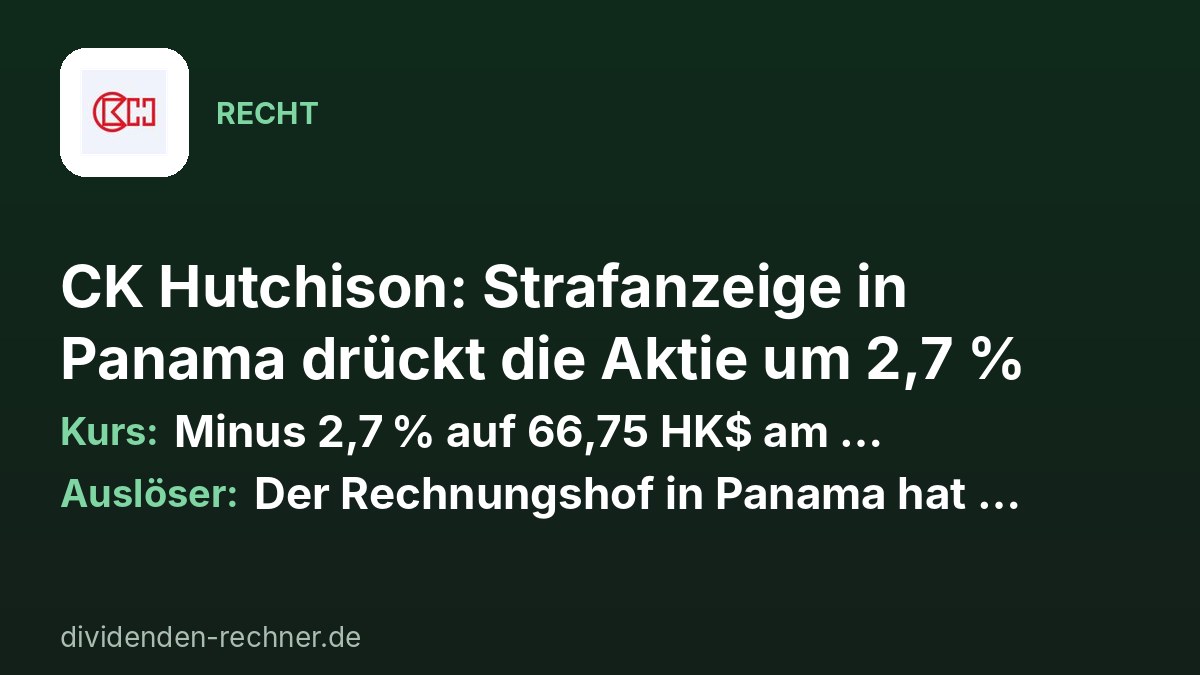 CKH
RECHT
CK Hutchison: Strafanzeige in
Panama drückt die Aktie um 2,7 %
Kurs: Minus 2,7 % auf 66,75 HK$ am ...
Auslöser: Der Rechnungshof in Panama hat ...
dividenden-rechner.de